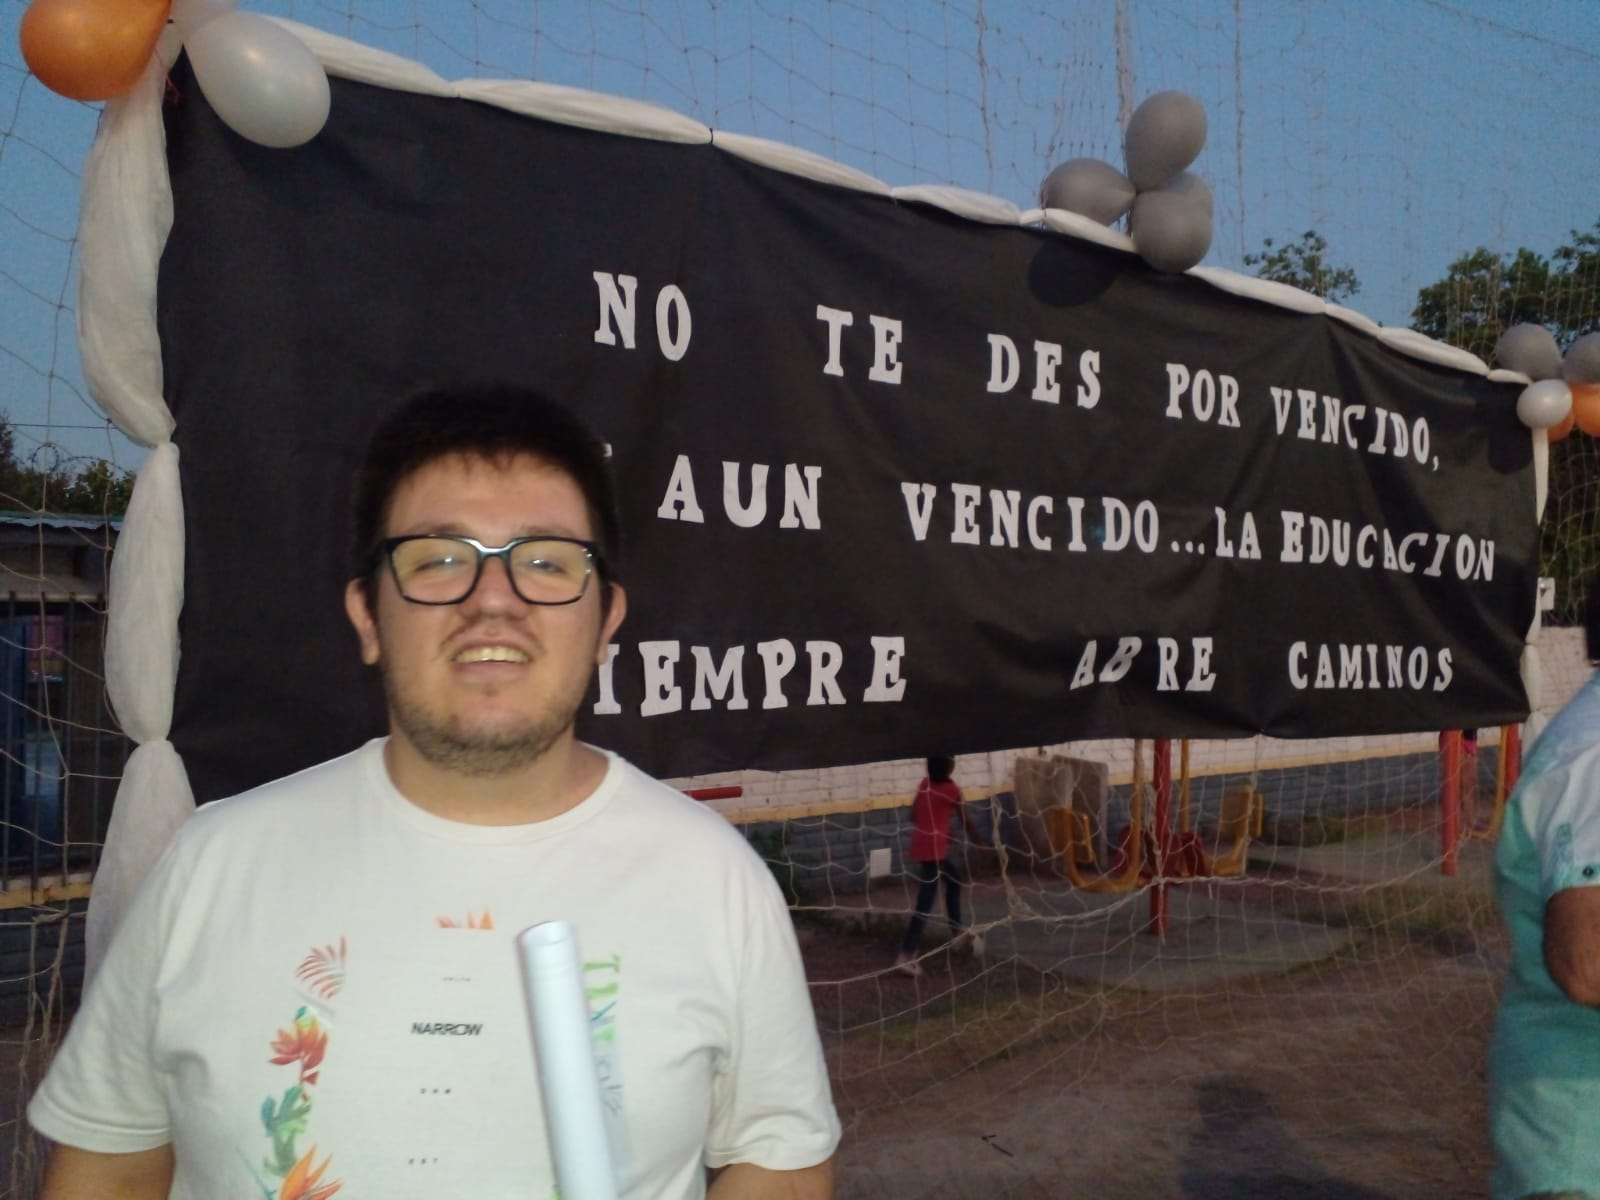 NO TE DES POR VENCIDO,
AUN VENCIDO...LA EDUCACION
IEMPRE ABRE CAMINOS
NARROW